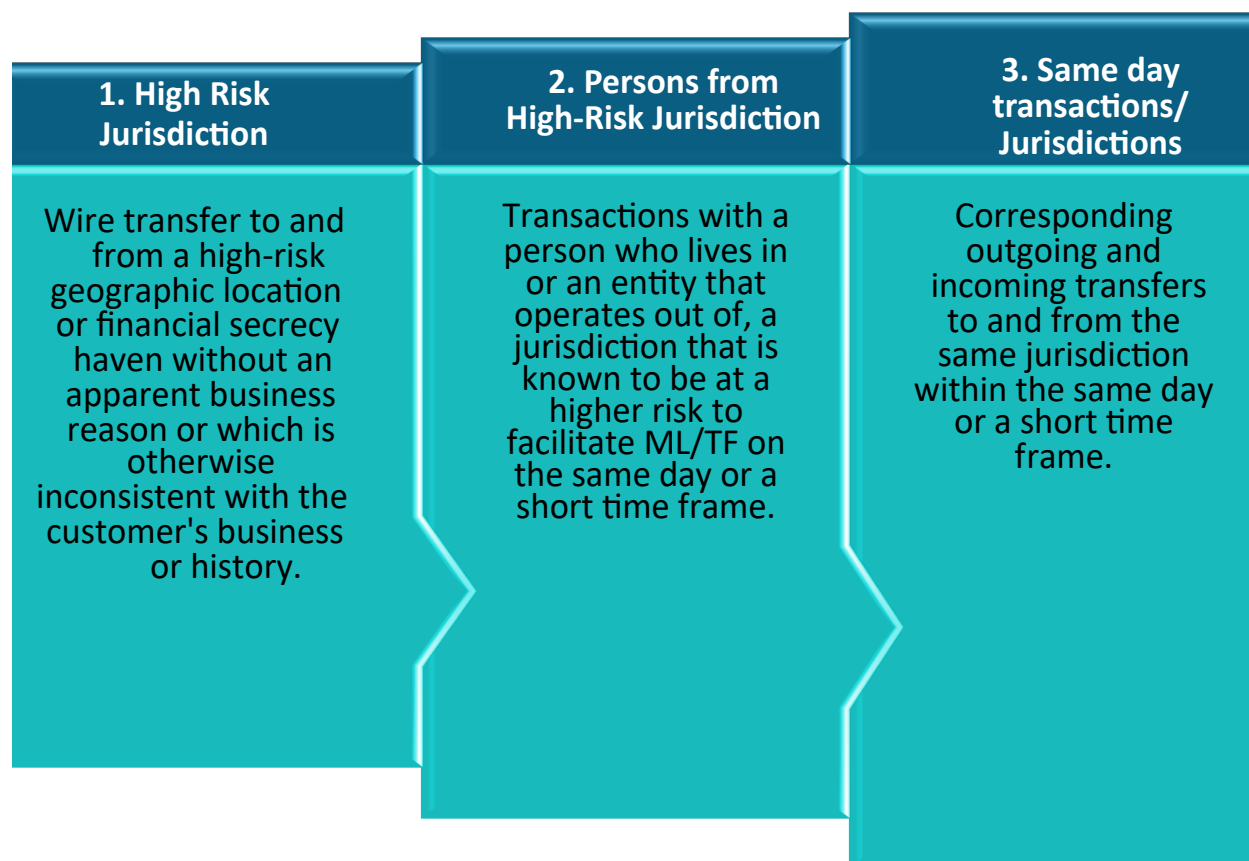 1. High Risk
Jurisdiction
Wire transfer to and
from a high-risk
geographic location
or financial secrecy
haven without an
apparent business
reason or which is
otherwise
inconsistent with the
customer's business
or history.
2. Persons from
High-Risk Jurisdiction
Transactions with a
person who lives in
or an entity that
operates out of, a
jurisdiction that is
known to be at a
higher risk to
facilitate ML/TF on
the same day or a
short time frame.
3. Same day
transactions/
Jurisdictions
Corresponding
outgoing and
incoming transfers
to and from the
same jurisdiction
within the same day
or a short time
frame.